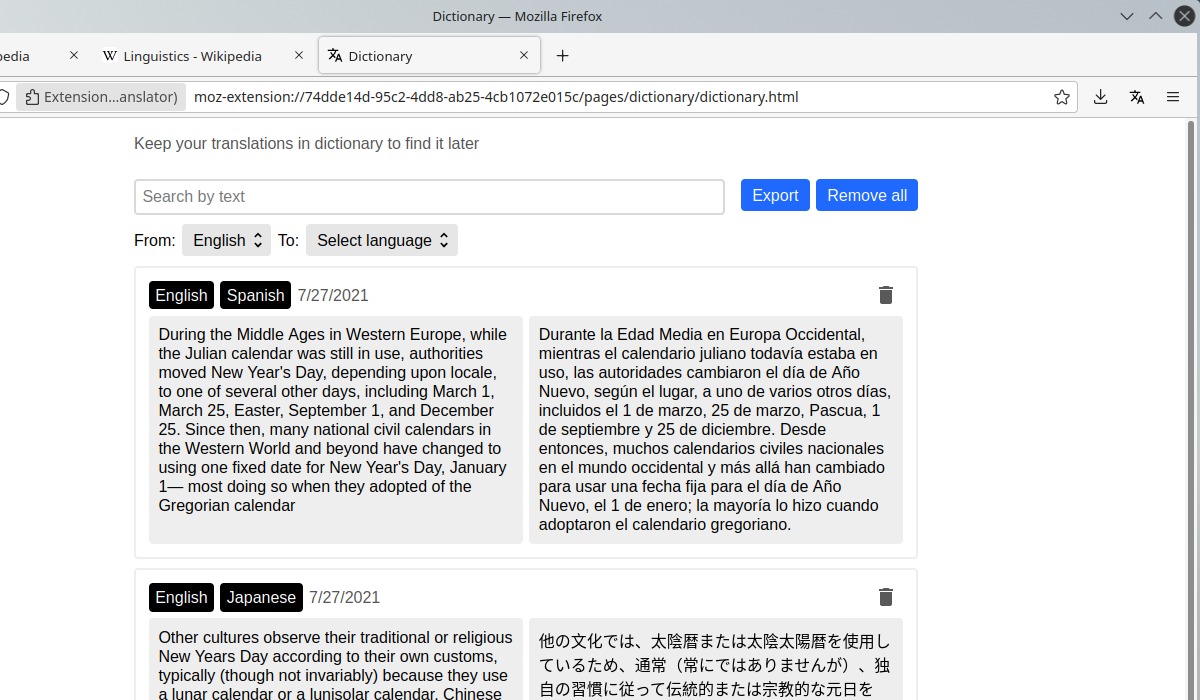 Dictionary — Mozilla Firefox
pedia
Linguistics - Wikipedia
Dictionary
Extension...anslator)
moz-extension://74dde14d-95c2-4dd8-ab25-4cb1072e015c/pages/dictionary/dictionary.html
Keep your translations in dictionary to find it later
Search by text
Export
Remove all
From: English To: Select language
English Spanish 7/27/2021
During the Middle Ages in Western Europe, while
the Julian calendar was still in use, authorities
moved New Year's Day, depending upon locale,
to one of several other days, including March 1,
March 25, Easter, September 1, and December
25. Since then, many national civil calendars in
the Western World and beyond have changed to
using one fixed date for New Year's Day, January
1— most doing so when they adopted of the
Gregorian calendar
Durante la Edad Media en Europa Occidental,
mientras el calendario juliano todavía estaba en
uso, las autoridades cambiaron el día de Año
Nuevo, según el lugar, a uno de varios otros días,
incluidos el 1 de marzo, 25 de marzo, Pascua, 1
de septiembre y 25 de diciembre. Desde
entonces, muchos calendarios civiles nacionales
en el mundo occidental y más allá han cambiado
para usar una fecha fija para el día de Año
Nuevo, el 1 de enero; la mayoría lo hizo cuando
adoptaron el calendario gregoriano.
English Japanese 7/27/2021
Other cultures observe their traditional or religious
New Years Day according to their own customs,
typically (though not invariably) because they use
a lunar calendar or a lunisolar calendar. Chinese
他の文化では、太陰暦または太陰太陽暦を使用し
ているため、通常（常にではありませんが）、独
自の習慣に従って伝統的または宗教的な元日を